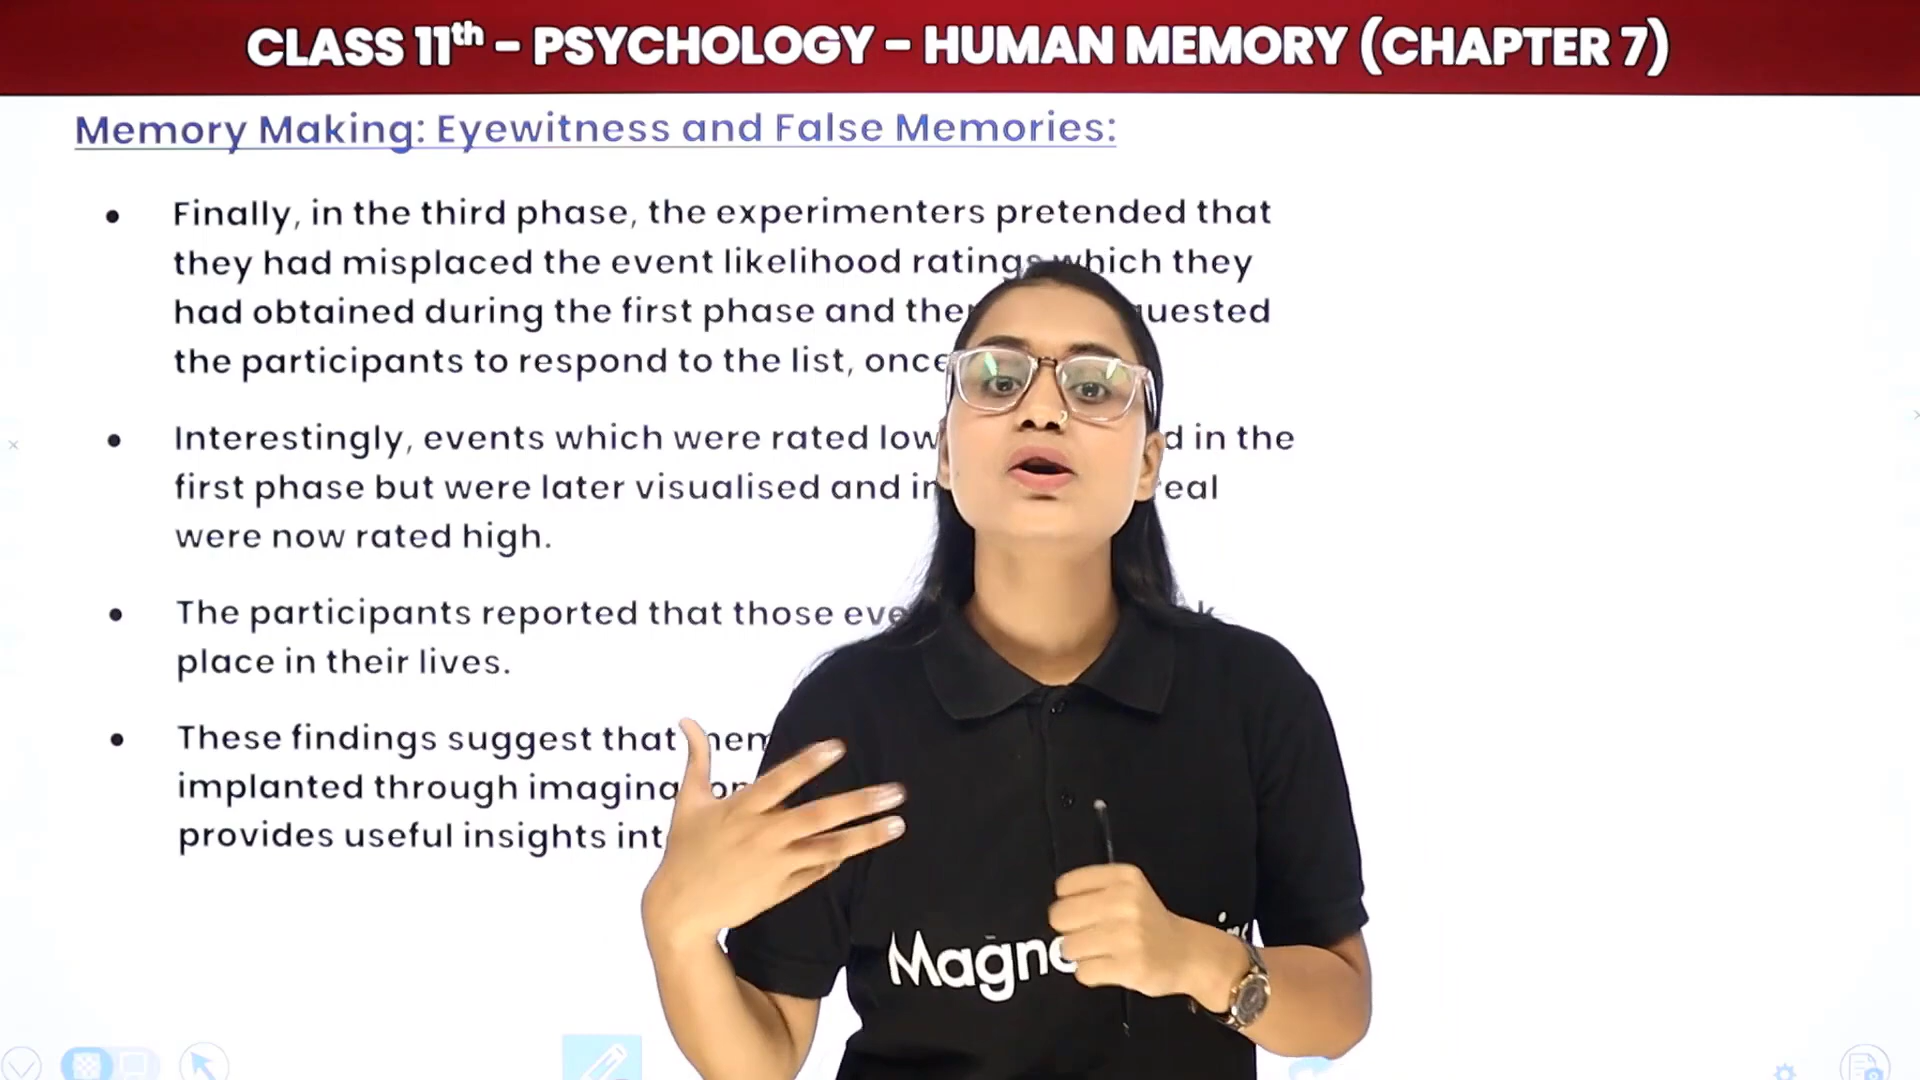 CLASS 11th - PSYCHOLOGY - HUMAN MEMORY (CHAPTER 7)
Memory Making: Eyewitness and False Memories:
• Finally, in the third phase, the experimenters pretended that
they had misplaced the event likelihood ratings which they
had obtained during the first phase and
the participants to respond to the list, once
• Interestingly, events which were rated low in the
first phase but were later visualised and real
were now rated high.
• The participants reported that those
place in their lives.
• These findings suggest that
implanted through imagination
provides useful insights